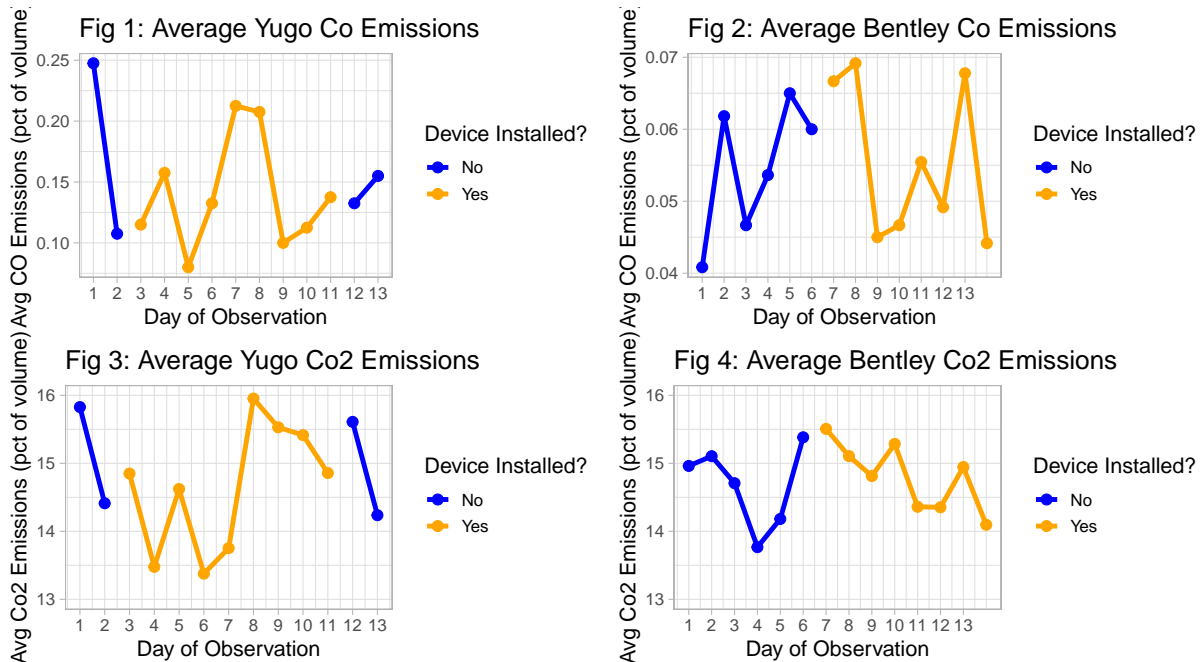 Fig 1: Average Yugo Co Emissions
Avg CO Emissions (pct of volume)
0.25
0.20
0.15
0.10
1 2 3 4 5 6 7 8 9 10 11 12 13
Day of Observation
Device Installed?
No
Yes
Fig 2: Average Bentley Co Emissions
Avg CO Emissions (pct of volume)
0.07
0.06
0.05
0.04
1 2 3 4 5 6 7 8 9 10 11 12 13
Day of Observation
Device Installed?
No
Yes
Fig 3: Average Yugo Co2 Emissions
Avg Co2 Emissions (pct of volume)
16
15
14
13
1 2 3 4 5 6 7 8 9 10 11 12 13
Day of Observation
Device Installed?
No
Yes
Fig 4: Average Bentley Co2 Emissions
Avg Co2 Emissions (pct of volume)
16
15
14
13
1 2 3 4 5 6 7 8 9 10 11 12 13
Day of Observation
Device Installed?
No
Yes